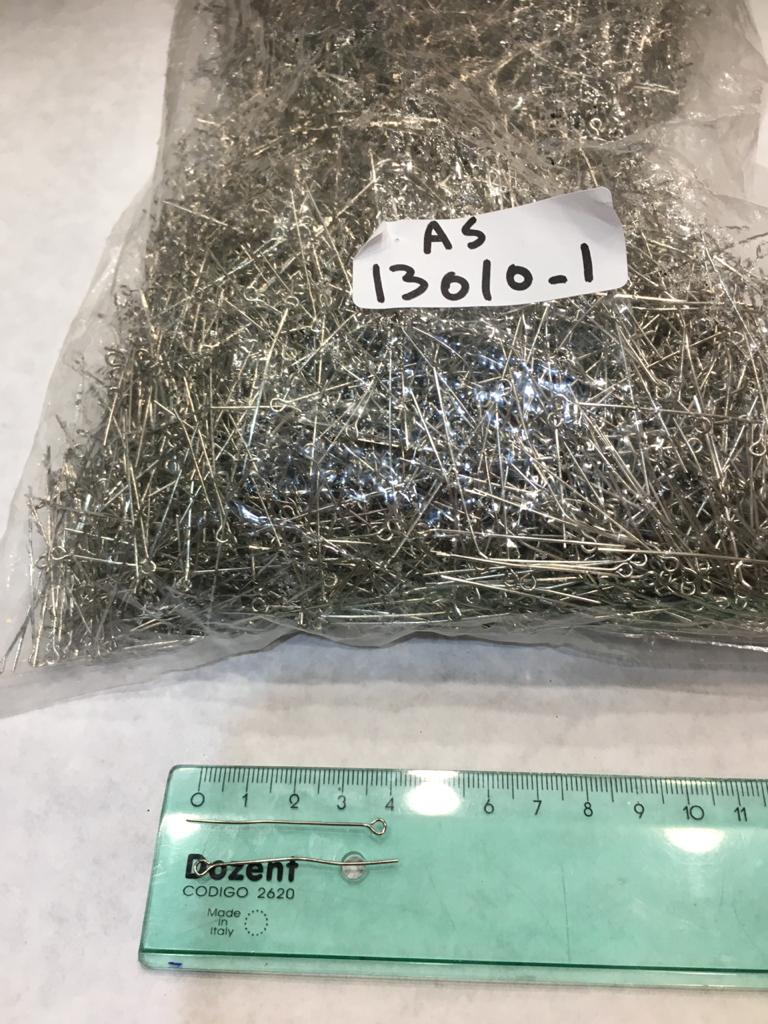 AS
13010-1
0 1 2 3 4 6 7 8 9 10 11
Dozent
CODIGO 2620
Made
in
Italy